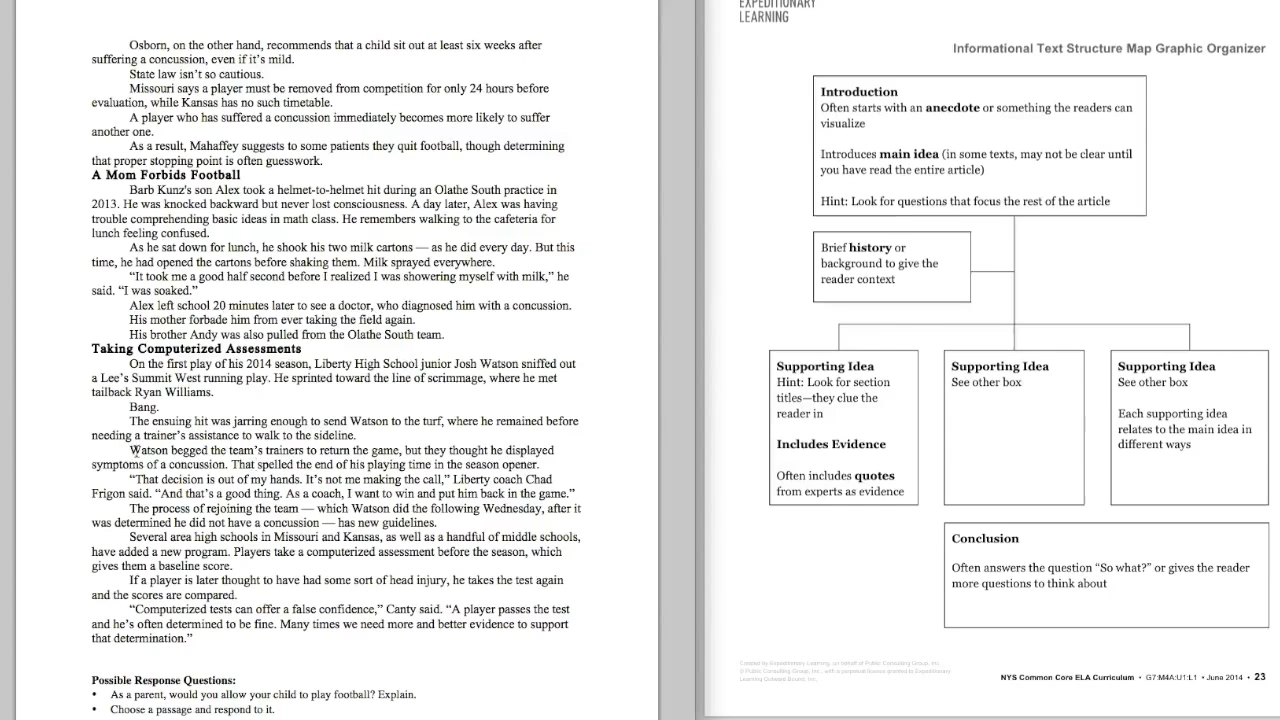 Osborn, on the other hand, recommends that a child sit out at least six weeks after
suffering a concussion, even if it's mild.
State law isn't so cautious.
Missouri says a player must be removed from competition for only 24 hours before
evaluation, while Kansas has no such timetable.
A player who has suffered a concussion immediately becomes more likely to suffer
another one.
As a result, Mahaffey suggests to some patients they quit football, though determining
that proper stopping point is often guesswork.
A Mom Forbids Football
Barb Kunz's son Alex took a helmet-to-helmet hit during an Olathe South practice in
2013. He was knocked backward but never lost consciousness. A day later, Alex was having
trouble comprehending basic ideas in math class. He remembers walking to the cafeteria for
lunch feeling confused.
As he sat down for lunch, he shook his two milk cartons — as he did every day. But this
time, he had opened the cartons before shaking them. Milk sprayed everywhere.
"It took me a good half second before I realized I was showering myself with milk," he
said. "I was soaked."
Alex left school 20 minutes later to see a doctor, who diagnosed him with a concussion.
His mother forbade him from ever taking the field again.
His brother Andy was also pulled from the Olathe South team.
Taking Computerized Assessments
On the first play of his 2014 season, Liberty High School junior Josh Watson sniffed out
a Lee's Summit West running play. He sprinted toward the line of scrimmage, where he met
tailback Ryan Williams.
Bang.
The ensuing hit was jarring enough to send Watson to the turf, where he remained before
needing a trainer's assistance to walk to the sideline.
Watson begged the team's trainers to return the game, but they thought he displayed
symptoms of a concussion. That spelled the end of his playing time in the season opener.
"That decision is out of my hands. It's not me making the call," Liberty coach Chad
Frigon said. "And that's a good thing. As a coach, I want to win and put him back in the game."
The process of rejoining the team — which Watson did the following Wednesday, after it
was determined he did not have a concussion — has new guidelines.
Several area high schools in Missouri and Kansas, as well as a handful of middle schools,
have added a new program. Players take a computerized assessment before the season, which
gives them a baseline score.
If a player is later thought to have had some sort of head injury, he takes the test again
and the scores are compared.
"Computerized tests can offer a false confidence," Canty said. "A player passes the test
and he's often determined to be fine. Many times we need more and better evidence to support
that determination."
Possible Response Questions:
• As a parent, would you allow your child to play football? Explain.
• Choose a passage and respond to it.
EXPEDITIONARY
LEARNING
Informational Text Structure Map Graphic Organizer
Introduction
Often starts with an anecdote or something the readers can
visualize
Introduces main idea (in some texts, may not be clear until
you have read the entire article)
Hint: Look for questions that focus the rest of the article
Brief history or
background to give the
reader context
Supporting Idea
Hint: Look for section
titles—they clue the
reader in
Includes Evidence
Often includes quotes
from experts as evidence
Supporting Idea
See other box
Supporting Idea
See other box
Each supporting idea
relates to the main idea in
different ways
Conclusion
Often answers the question "So what?" or gives the reader
more questions to think about
Created by Expeditionary Learning, on behalf of Public Consulting Group, Inc.
© Public Consulting Group, Inc., with a perpetual license granted to Expeditionary
Learning Outward Bound, Inc.
NYS Common Core ELA Curriculum • G7:M4A:U1:L1 • June 2014 • 23